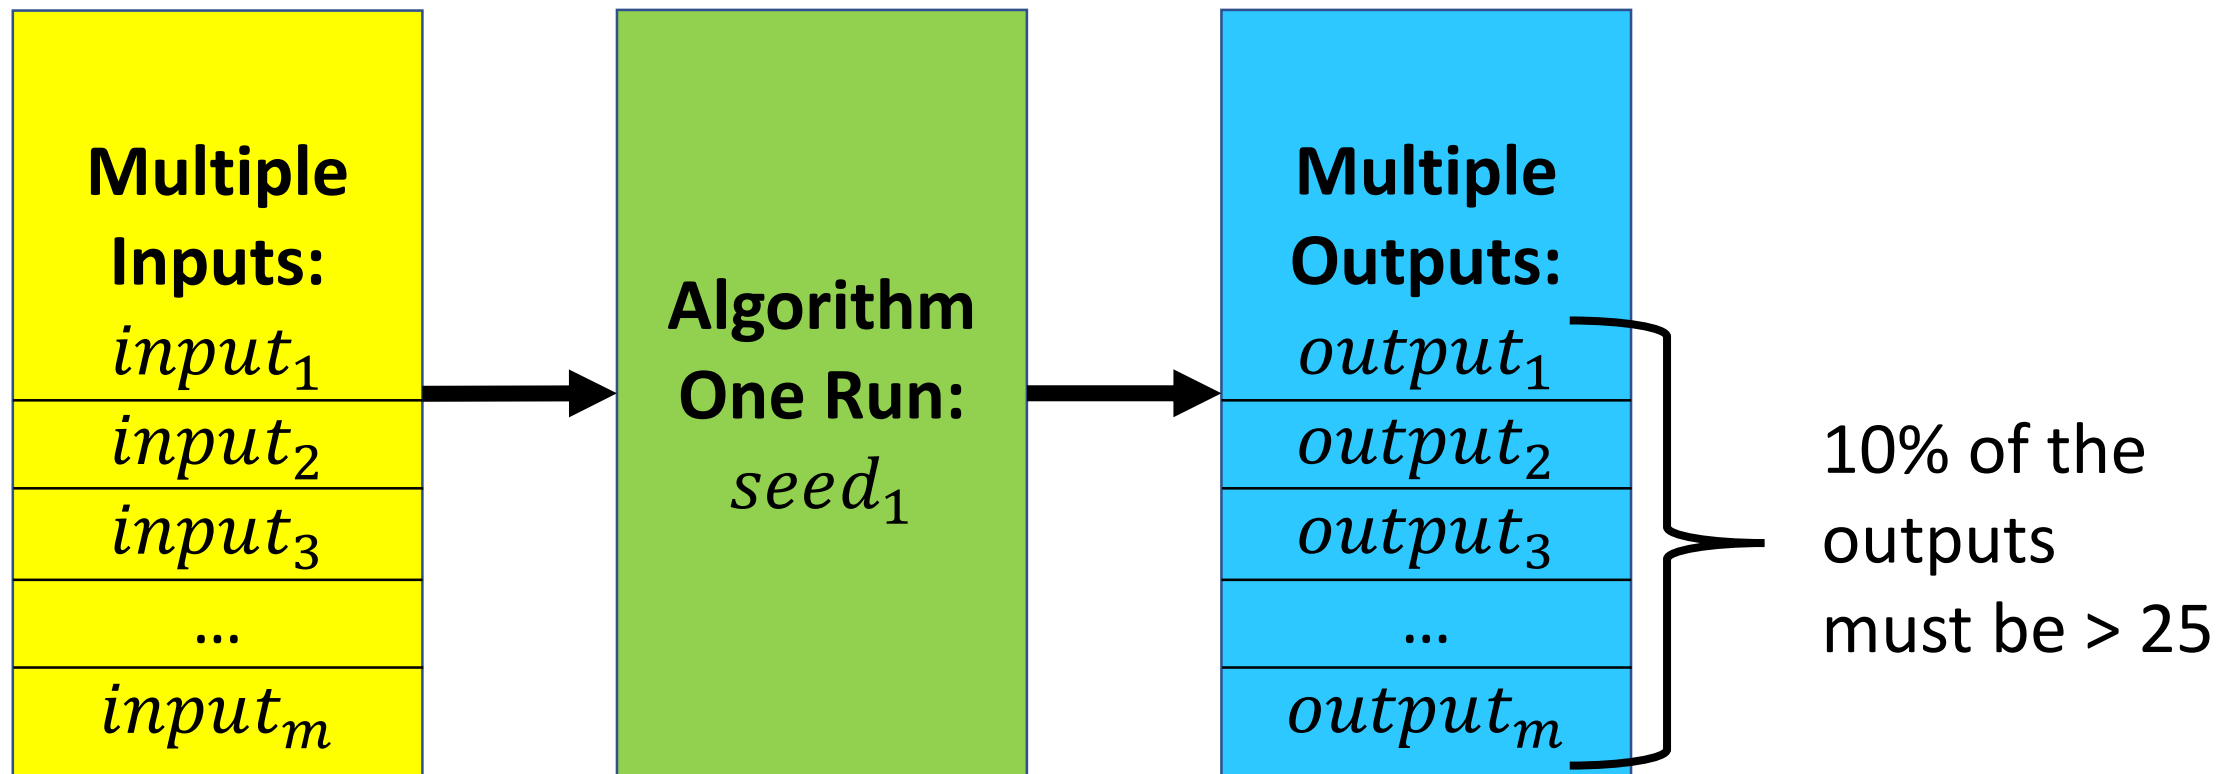 Multiple
Inputs:
input₁
input₂
input₃
...
inputₘ
Algorithm
One Run:
seed₁
Multiple
Outputs:
output₁
output₂
output₃
...
outputₘ
10% of the
outputs
must be > 25